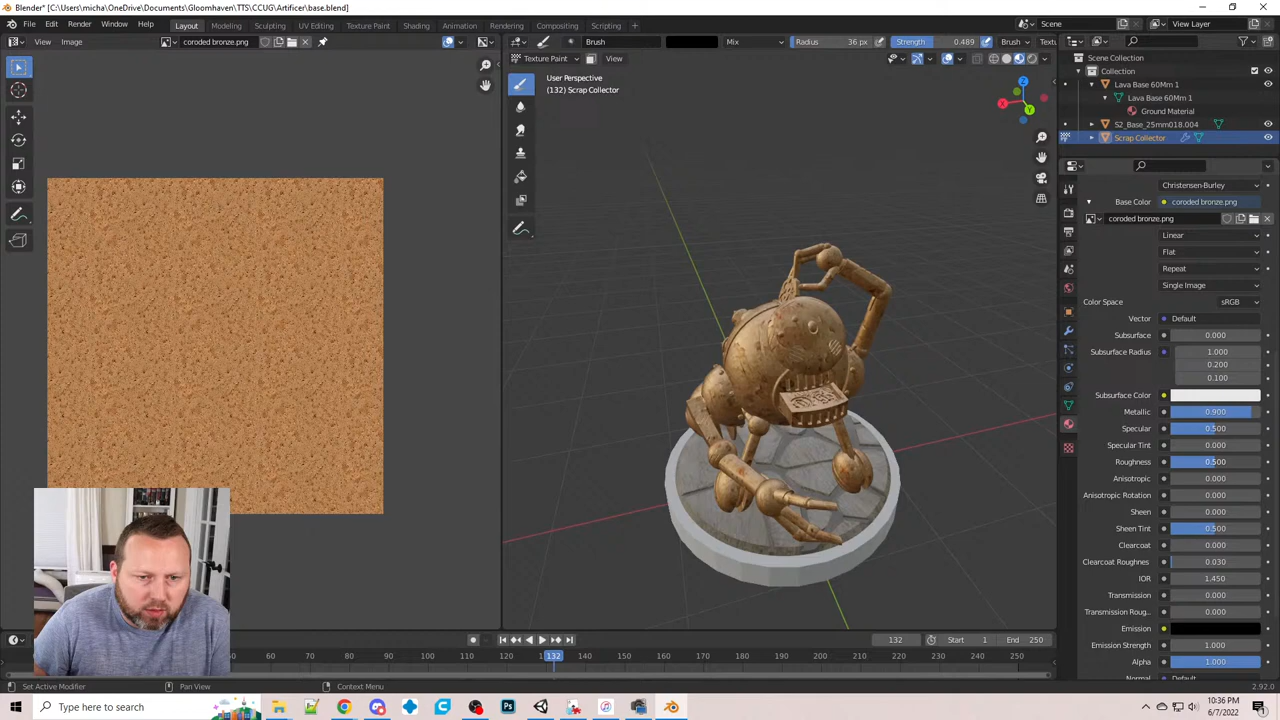 Blender* [C:\Users\micha\OneDrive\Documents\Gloomhaven\TTS\CCUG\Artificer\base.blend]
File Edit Render Window Help Layout Modeling Sculpting UV Editing Texture Paint Shading Animation Rendering Compositing Scripting + Scene View Layer
View Image coroded bronze.png Brush Mix Radius 36 px Strength 0.489 Brush Textu
Texture Paint View
User Perspective
(132) Scrap Collector
X Y Z
Scene Collection
Collection
Lava Base 60Mm 1
Lava Base 60Mm 1
Ground Material
S2_Base_25mm018.004
Scrap Collector
Christensen-Burley
Base Color coroded bronze.png
coroded bronze.png
Linear
Flat
Repeat
Single Image
Color Space sRGB
Vector Default
Subsurface 0.000
Subsurface Radius 1.000
0.200
0.100
Subsurface Color
Metallic 0.900
Specular 0.500
Specular Tint 0.000
Roughness 0.500
Anisotropic 0.000
Anisotropic Rotation 0.000
Sheen 0.000
Sheen Tint 0.500
Clearcoat 0.000
Clearcoat Roughnes 0.030
IOR 1.450
Transmission 0.000
Transmission Roug... 0.000
Emission
Emission Strength 1.000
Alpha 1.000
Normal Default
132 Start 1 End 250
60 70 80 90 100 110 120 132 140 150 160 170 180 190 200 210 220 230 240 250
Set Active Modifier Pan View Context Menu 2.92.0
Type here to search Ps 10:36 PM
6/7/2022